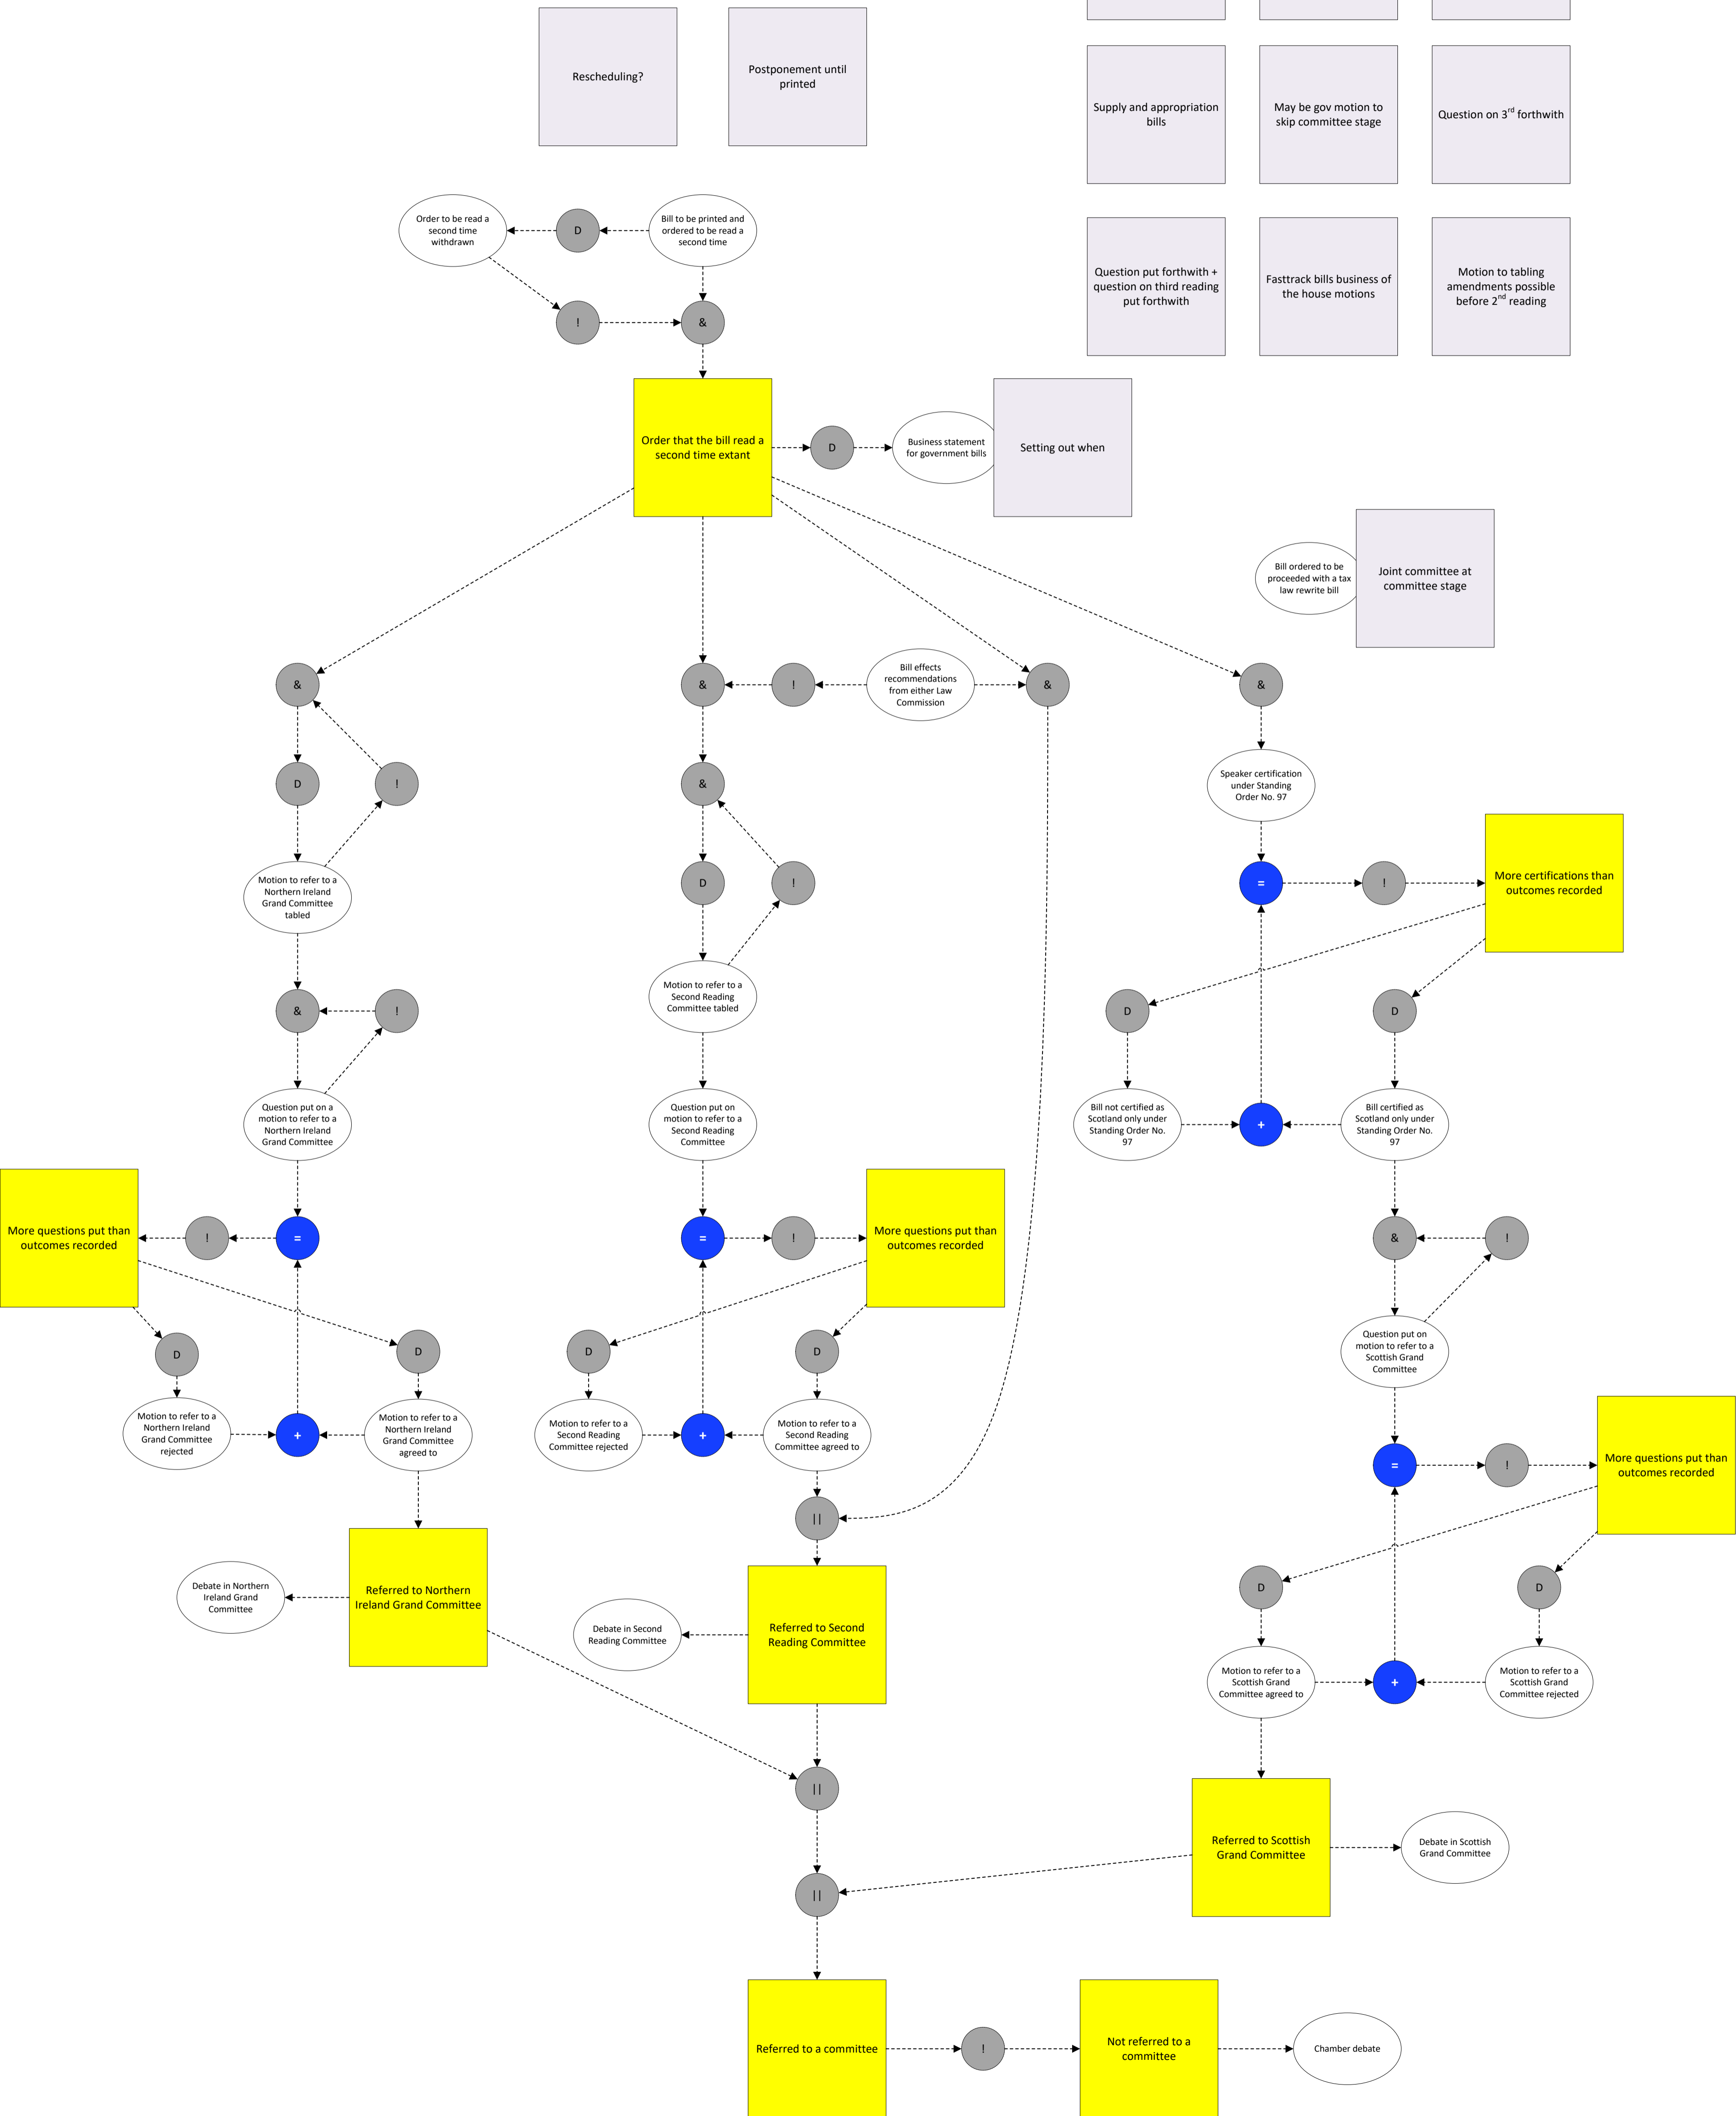 Rescheduling?
Postponement until
printed
Supply and appropriation
bills
May be gov motion to
skip committee stage
Question on 3rd forthwith
Order to be read a
second time
withdrawn
D
Bill to be printed and
ordered to be read a
second time
Question put forthwith +
question on third reading
put forthwith
Fasttrack bills business of
the house motions
Motion to tabling
amendments possible
before 2nd reading
!
&
Order that the bill read a
second time extant
D
Business statement
for government bills
Setting out when
Bill ordered to be
proceeded with a tax
law rewrite bill
Joint committee at
committee stage
&
&
!
Bill effects
recommendations
from either Law
Commission
&
&
D
!
&
Speaker certification
under Standing
Order No. 97
Motion to refer to a
Northern Ireland
Grand Committee
tabled
D
!
=
!
More certifications than
outcomes recorded
&
!
Motion to refer to a
Second Reading
Committee tabled
D
D
Question put on a
motion to refer to a
Northern Ireland
Grand Committee
Question put on
motion to refer to a
Second Reading
Committee
Bill not certified as
Scotland only under
Standing Order No.
97
+
Bill certified as
Scotland only under
Standing Order No.
97
More questions put than
outcomes recorded
!
=
=
!
More questions put than
outcomes recorded
&
!
D
D
D
D
Question put on
motion to refer to a
Scottish Grand
Committee
Motion to refer to a
Northern Ireland
Grand Committee
rejected
+
Motion to refer to a
Northern Ireland
Grand Committee
agreed to
Motion to refer to a
Second Reading
Committee rejected
+
Motion to refer to a
Second Reading
Committee agreed to
=
!
More questions put than
outcomes recorded
||
Debate in Northern
Ireland Grand
Committee
Referred to Northern
Ireland Grand Committee
Debate in Second
Reading Committee
Referred to Second
Reading Committee
D
D
Motion to refer to a
Scottish Grand
Committee agreed to
+
Motion to refer to a
Scottish Grand
Committee rejected
||
Referred to Scottish
Grand Committee
Debate in Scottish
Grand Committee
||
Referred to a committee
!
Not referred to a
committee
Chamber debate